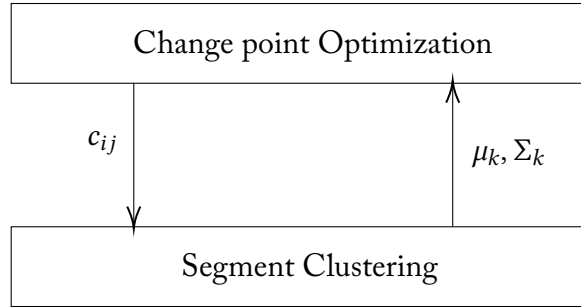 Change point Optimization
c_{ij}
μ_k, Σ_k
Segment Clustering